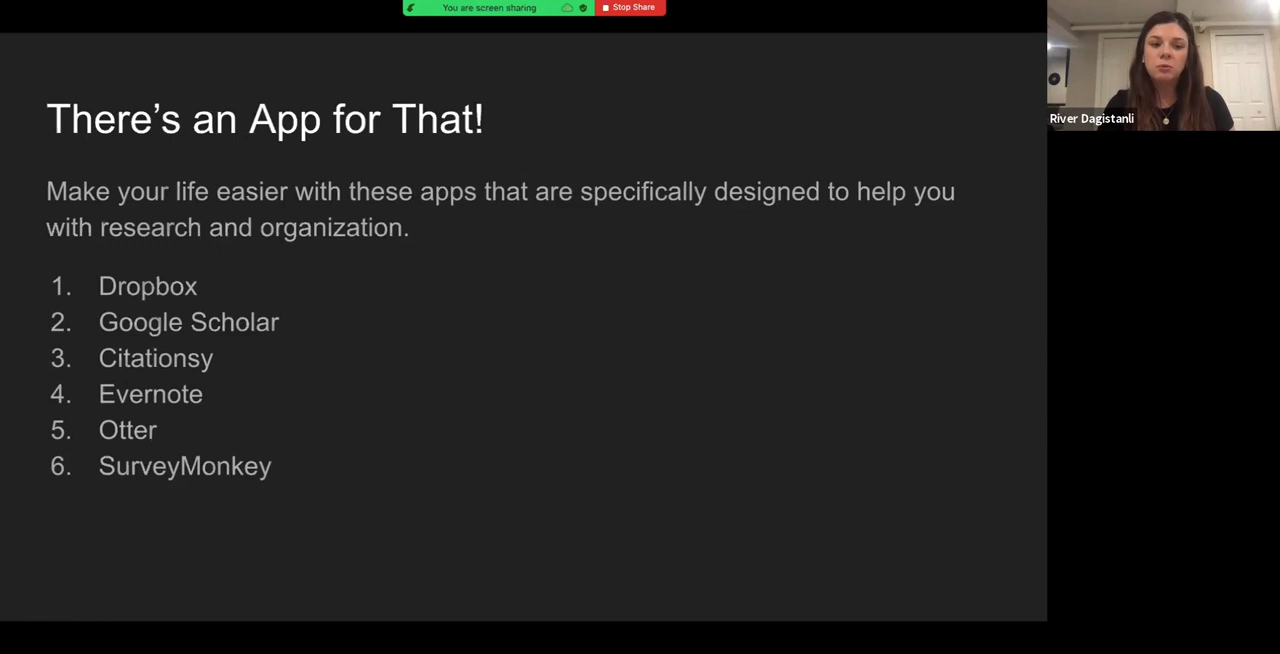 You are screen sharing
Stop Share
There's an App for That!
Make your life easier with these apps that are specifically designed to help you
with research and organization.
1. Dropbox
2. Google Scholar
3. Citationsy
4. Evernote
5. Otter
6. SurveyMonkey
River Dagistanli